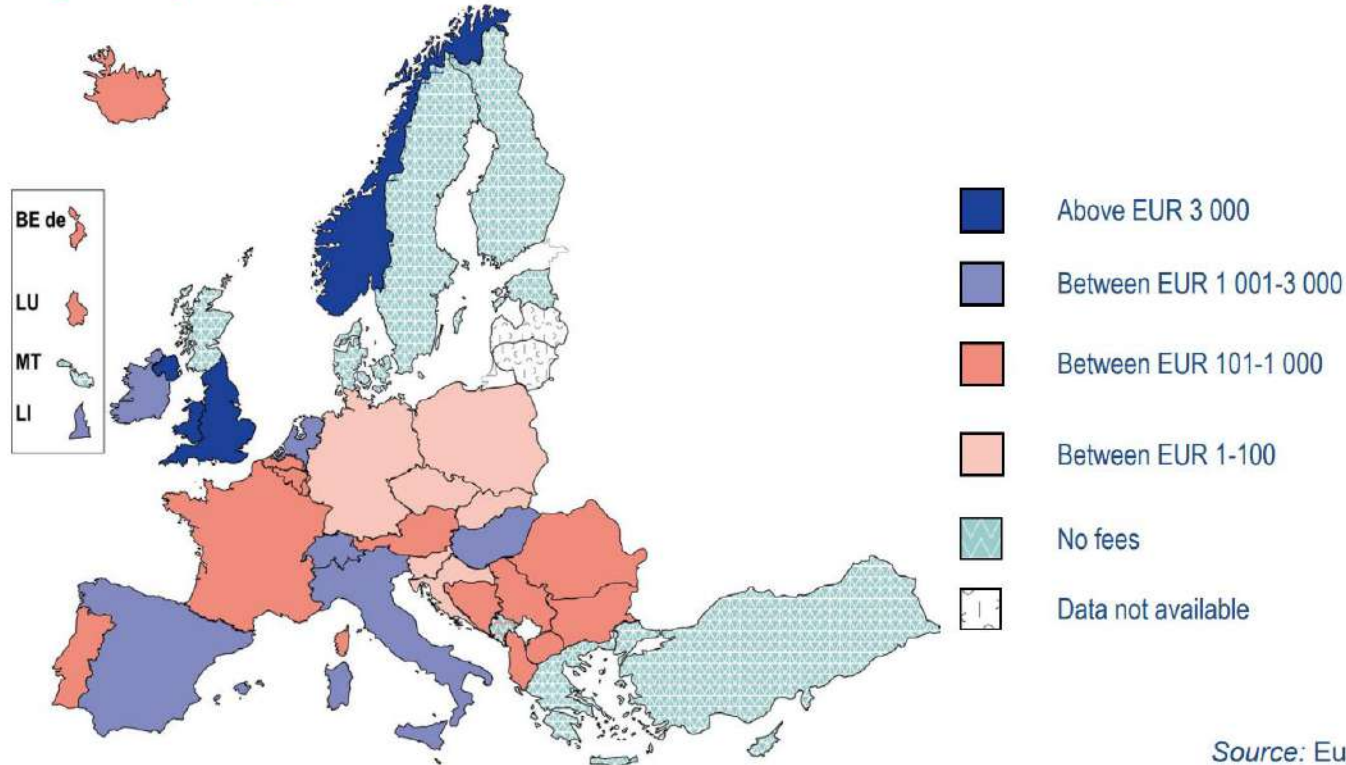 BE de
LU
MT
LI
Above EUR 3 000
Between EUR 1 001-3 000
Between EUR 101-1 000
Between EUR 1-100
No fees
Data not available
Source: Eu